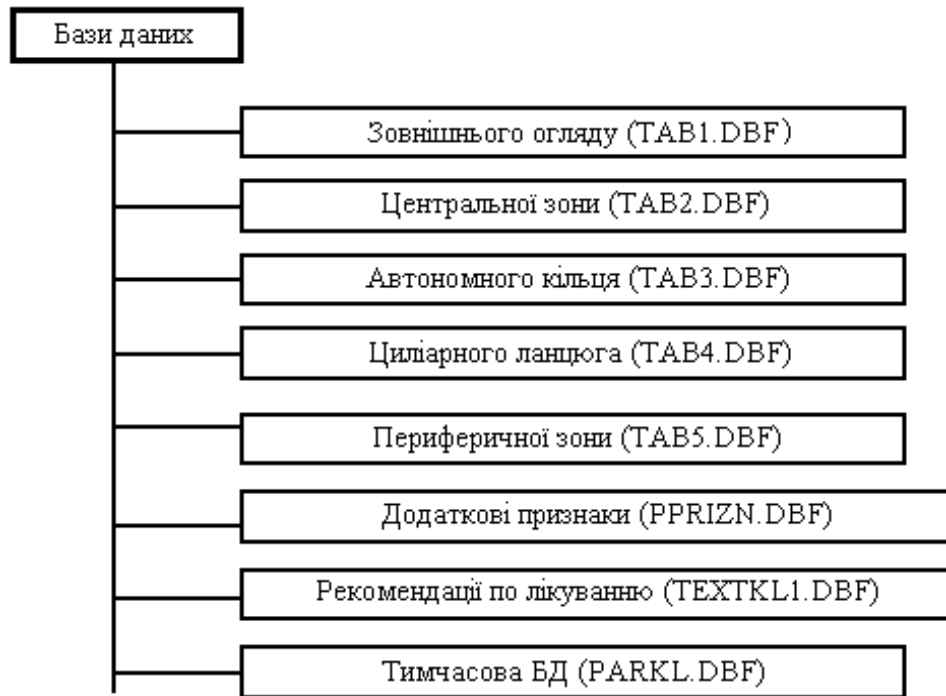 Бази даних
Зовнішнього огляду (TAB1.DBF)
Центральної зони (TAB2.DBF)
Автономного кільця (TAB3.DBF)
Циліарного ланцюга (TAB4.DBF)
Периферичної зони (TAB5.DBF)
Додаткові признаки (PPRIZN.DBF)
Рекомендації по лікуванню (TEXTKL1.DBF)
Тимчасова БД (PARKL.DBF)